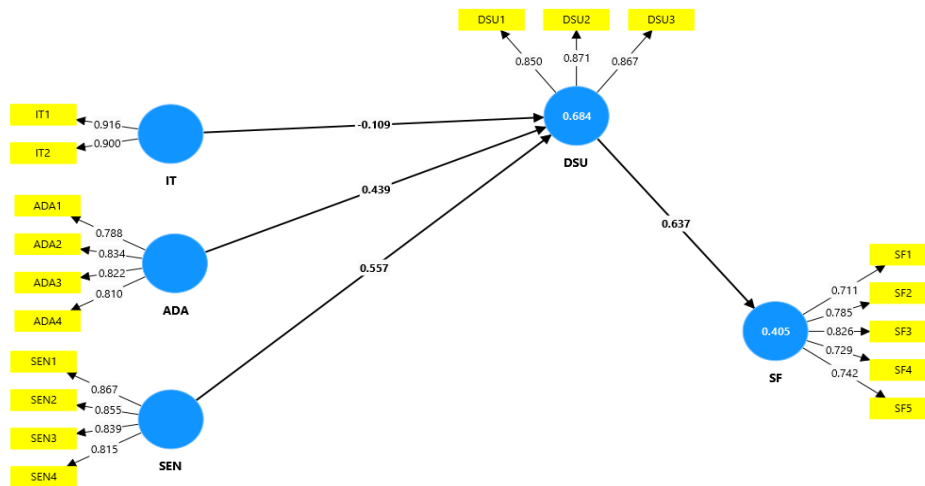 DSU1
DSU2
DSU3
0.850
0.871
0.867
0.684
DSU
IT1
IT2
0.916
0.900
IT
-0.109
ADA1
ADA2
ADA3
ADA4
0.788
0.834
0.822
0.810
ADA
0.439
SEN1
SEN2
SEN3
SEN4
0.867
0.855
0.839
0.815
SEN
0.557
0.637
0.405
SF
0.711
0.785
0.826
0.729
0.742
SF1
SF2
SF3
SF4
SF5